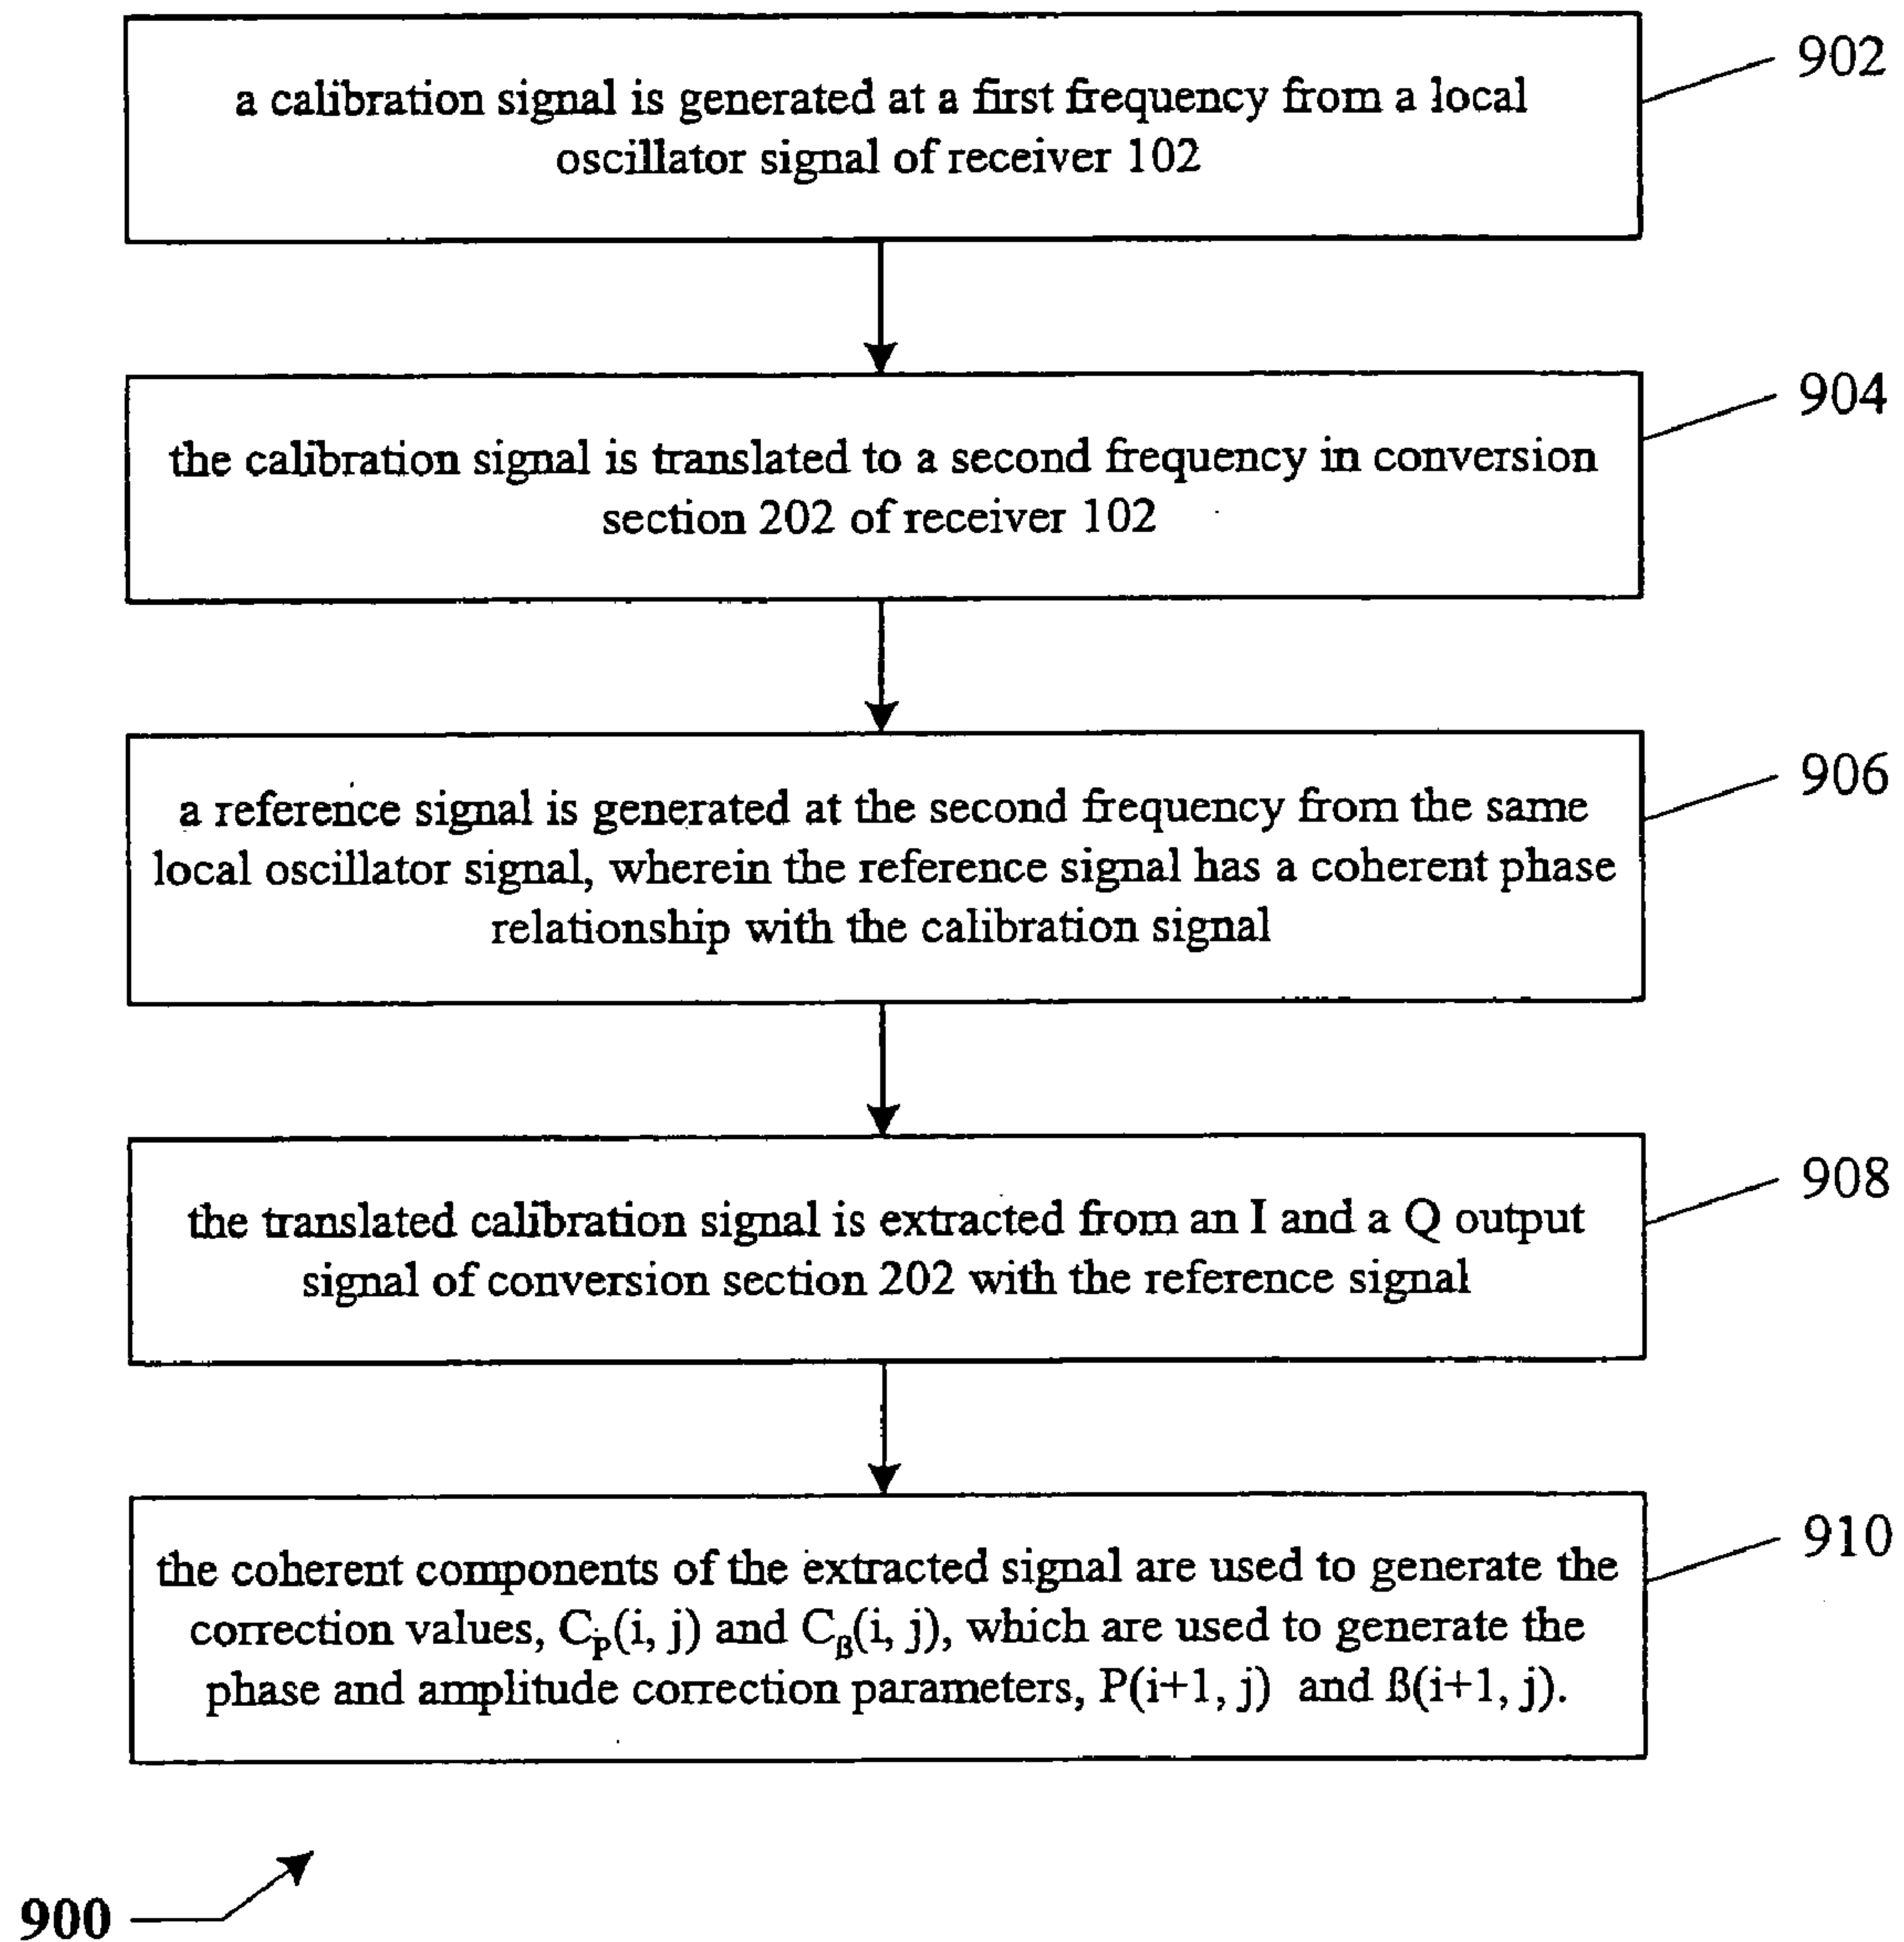 902
a calibration signal is generated at a first frequency from a local
oscillator signal of receiver 102
904
the calibration signal is translated to a second frequency in conversion
section 202 of receiver 102
906
a reference signal is generated at the second frequency from the same
local oscillator signal, wherein the reference signal has a coherent phase
relationship with the calibration signal
908
the translated calibration signal is extracted from an I and a Q output
signal of conversion section 202 with the reference signal
910
the coherent components of the extracted signal are used to generate the
correction values, Cₚ(i, j) and Cᵦ(i, j), which are used to generate the
phase and amplitude correction parameters, P(i+1, j) and ß(i+1, j).
900